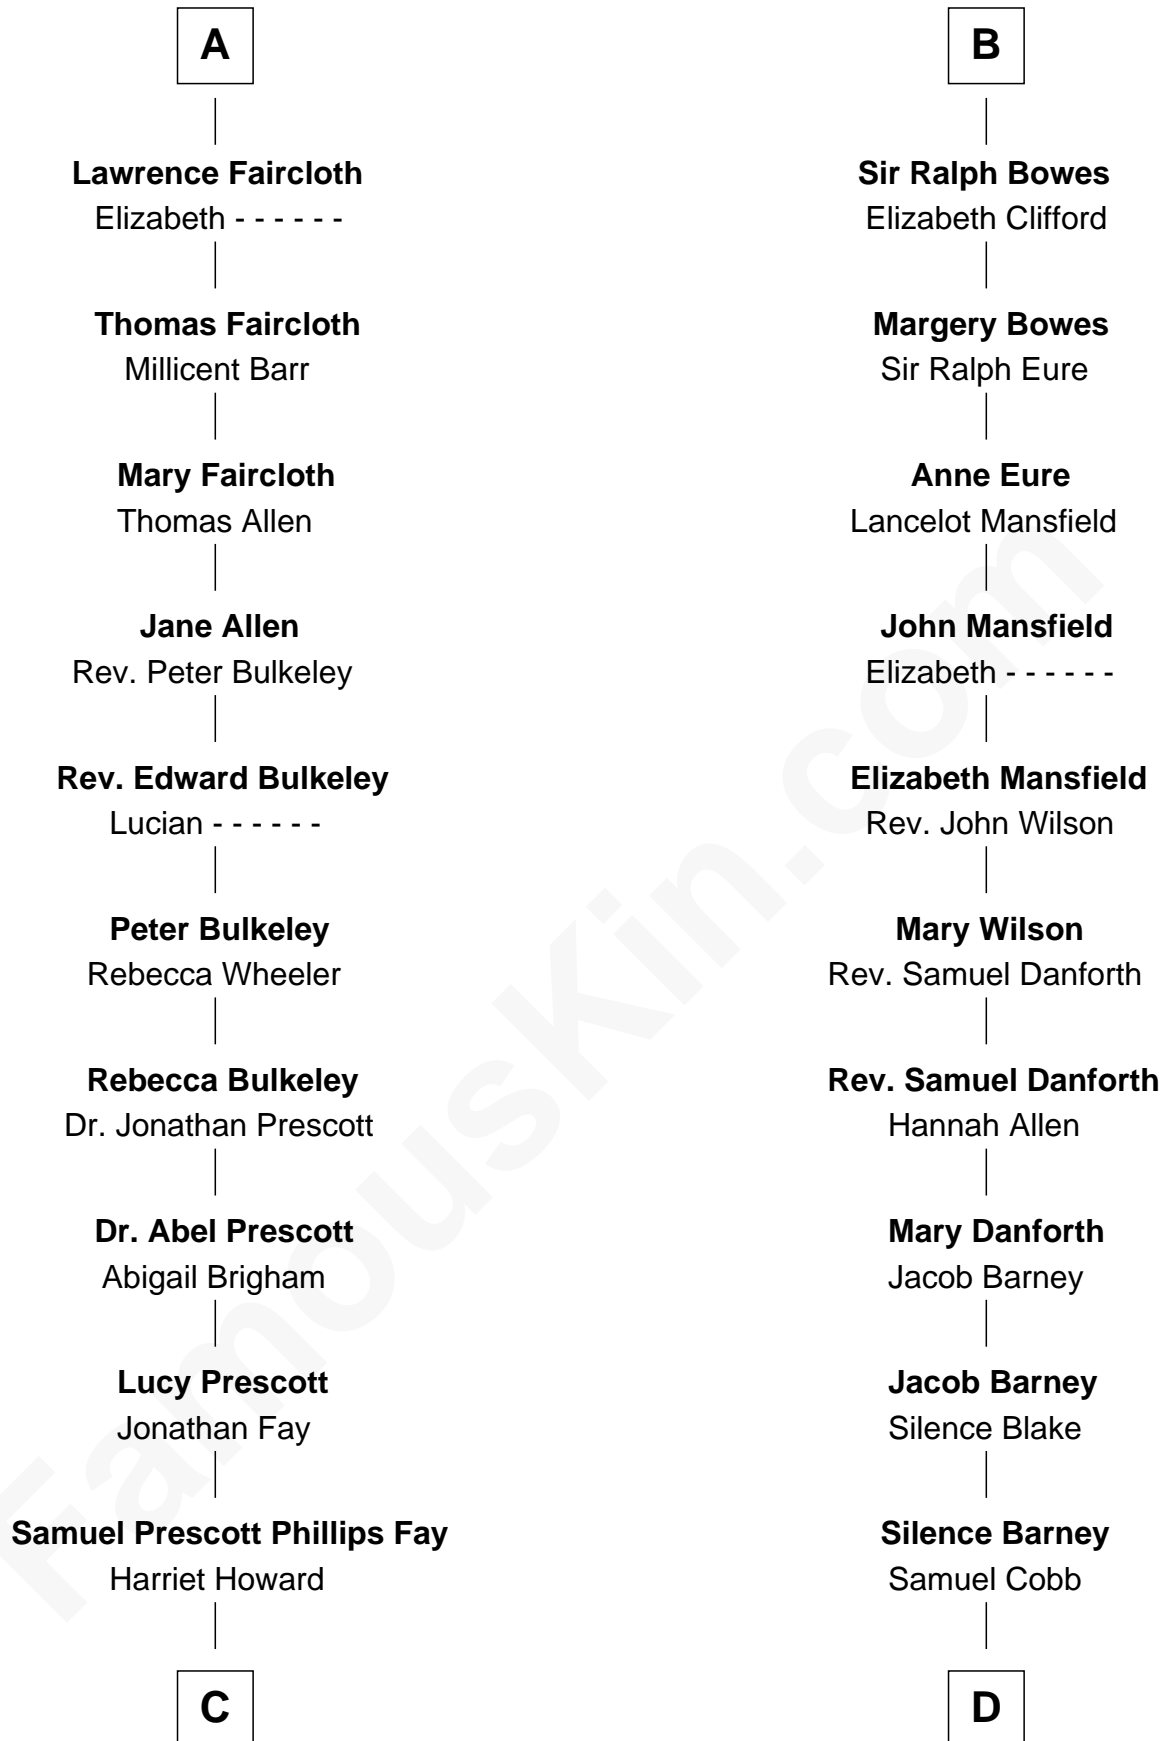 A
Lawrence Faircloth
Elizabeth - - - - - -
Thomas Faircloth
Millicent Barr
Mary Faircloth
Thomas Allen
Jane Allen
Rev. Peter Bulkeley
Rev. Edward Bulkeley
Lucian - - - - - -
Peter Bulkeley
Rebecca Wheeler
Rebecca Bulkeley
Dr. Jonathan Prescott
Dr. Abel Prescott
Abigail Brigham
Lucy Prescott
Jonathan Fay
Samuel Prescott Phillips Fay
Harriet Howard
C
B
Sir Ralph Bowes
Elizabeth Clifford
Margery Bowes
Sir Ralph Eure
Anne Eure
Lancelot Mansfield
John Mansfield
Elizabeth - - - - - -
Elizabeth Mansfield
Rev. John Wilson
Mary Wilson
Rev. Samuel Danforth
Rev. Samuel Danforth
Hannah Allen
Mary Danforth
Jacob Barney
Jacob Barney
Silence Blake
Silence Barney
Samuel Cobb
D
FamousKin.com